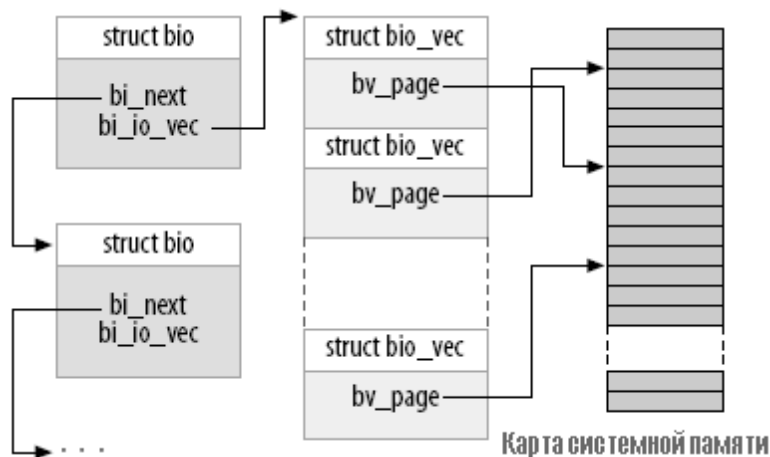 struct bio
bi_next
bi_io_vec
struct bio
bi_next
bi_io_vec
. . .
struct bio_vec
bv_page
struct bio_vec
bv_page
struct bio_vec
bv_page
Карта системной памяти